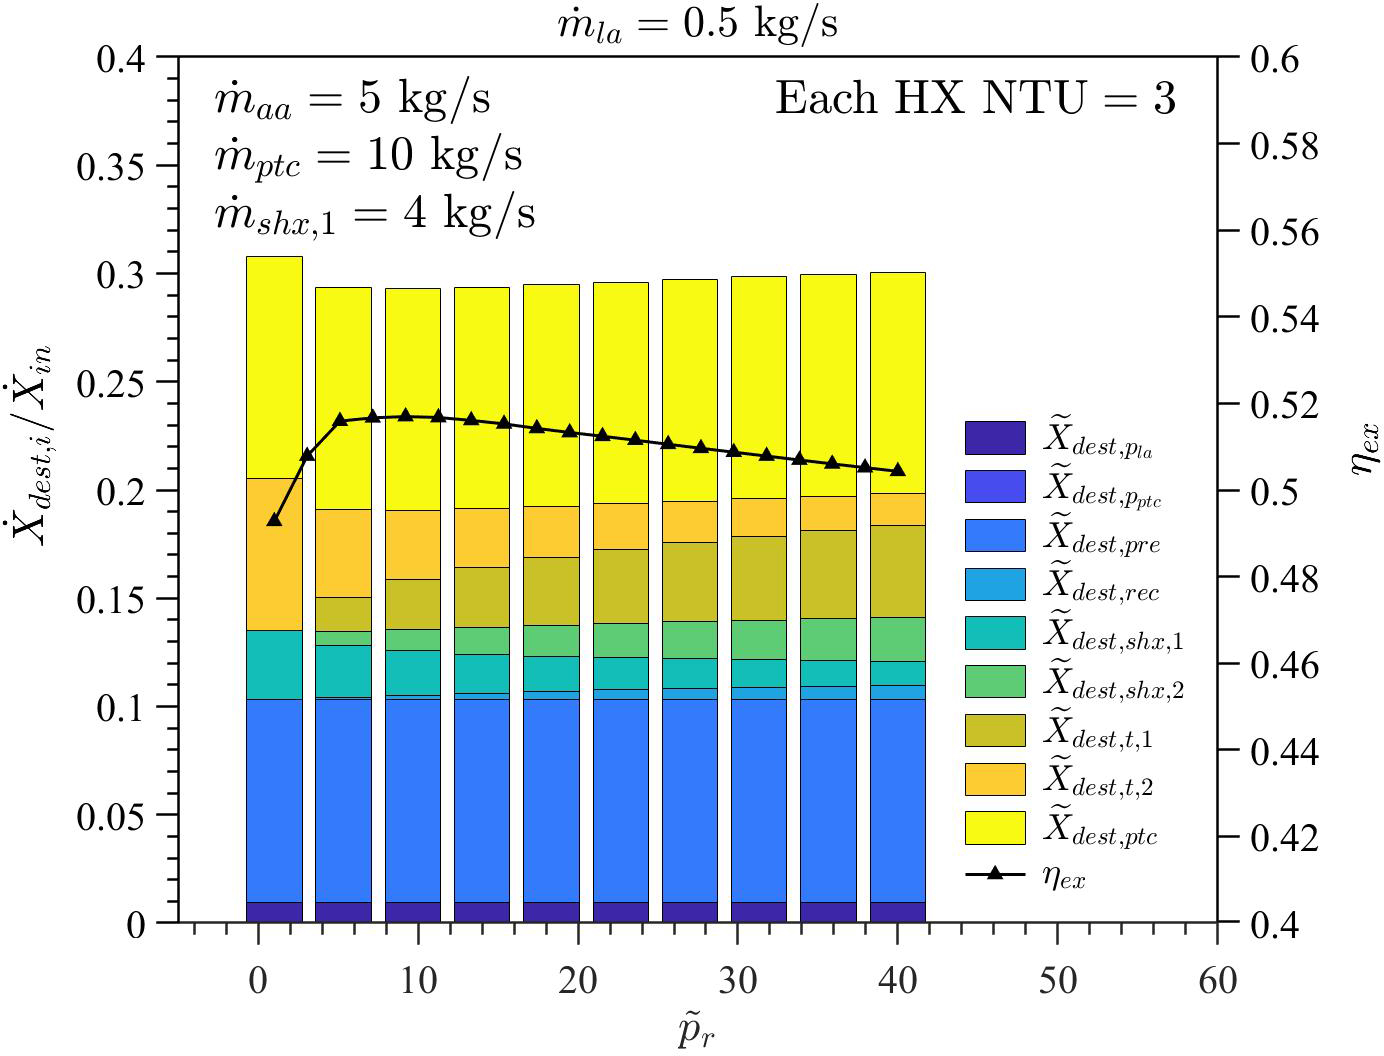 ṁ_la = 0.5 kg/s
ṁ_aa = 5 kg/s
ṁ_ptc = 10 kg/s
ṁ_shx,1 = 4 kg/s
Each HX NTU = 3
Ẋ_dest,i/Ẋ_in
0.4
0.35
0.3
0.25
0.2
0.15
0.1
0.05
0
0.6
0.58
0.56
0.54
0.52
0.5
0.48
0.46
0.44
0.42
0.4
η_ex
X̃_dest,p_la
X̃_dest,p_ptc
X̃_dest,pre
X̃_dest,rec
X̃_dest,shx,1
X̃_dest,shx,2
X̃_dest,t,1
X̃_dest,t,2
X̃_dest,ptc
η_ex
0 10 20 30 40 50 60
p̃_r